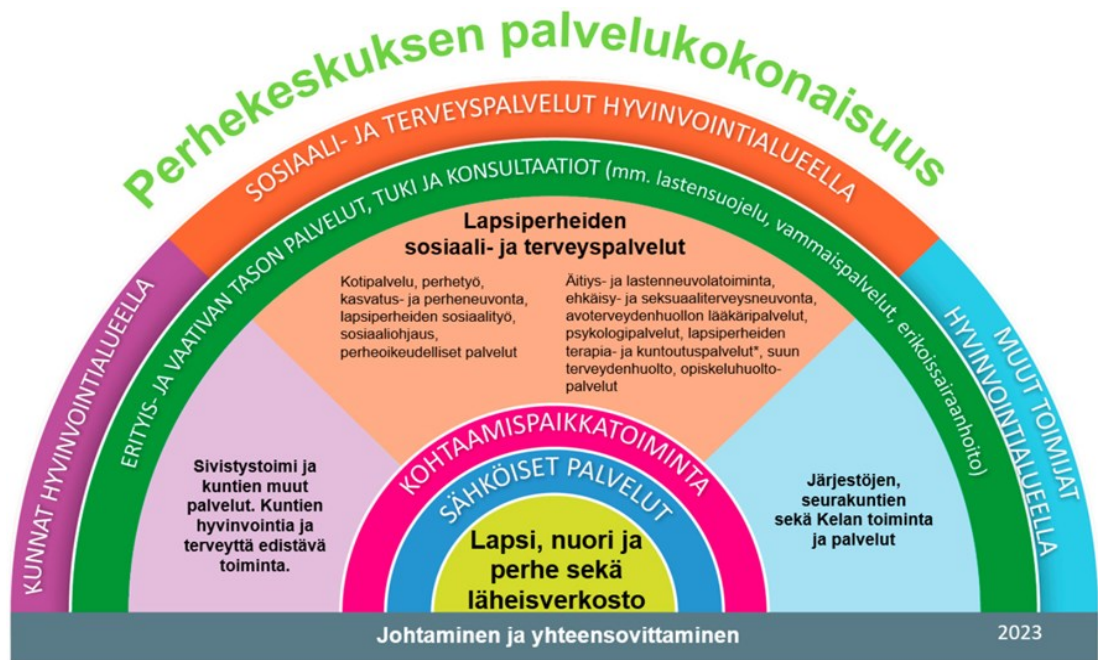 Perhekeskuksen palvelukokonaisuus
SOSIAALI- JA TERVEYSPALVELUT HYVINVOINTIALUEELLA
KUNNAT HYVINVOINTIALUEELLA
MUUT TOIMIJAT
HYVINVOINTIALUEELLA
ERITYIS- JA VAATIVAN TASON PALVELUT, TUKI JA KONSULTAATIOT (mm. lastensuojelu, vammaispalvelut, erikoissairaanhoito)
Lapsiperheiden
sosiaali- ja terveyspalvelut
Kotipalvelu, perhetyö,
kasvatus- ja perheneuvonta,
lapsiperheiden sosiaalityö,
sosiaaliohjaus,
perheoikeudelliset palvelut
Äitiys- ja lastenneuvolatoiminta,
ehkäisy- ja seksuaaliterveysneuvonta,
avoterveydenhuollon lääkäripalvelut,
psykologipalvelut, lapsiperheiden
terapia- ja kuntoutuspalvelut*, suun
terveydenhuolto, opiskeluhuolto-
palvelut
Sivistystoimi ja
kuntien muut
palvelut. Kuntien
hyvinvointia ja
terveyttä edistävä
toiminta.
Järjestöjen,
seurakuntien
sekä Kelan toiminta
ja palvelut
KOHTAAMISPAIKKATOIMINTA
SÄHKÖISET PALVELUT
Lapsi, nuori ja
perhe sekä
läheisverkosto
Johtaminen ja yhteensovittaminen
2023